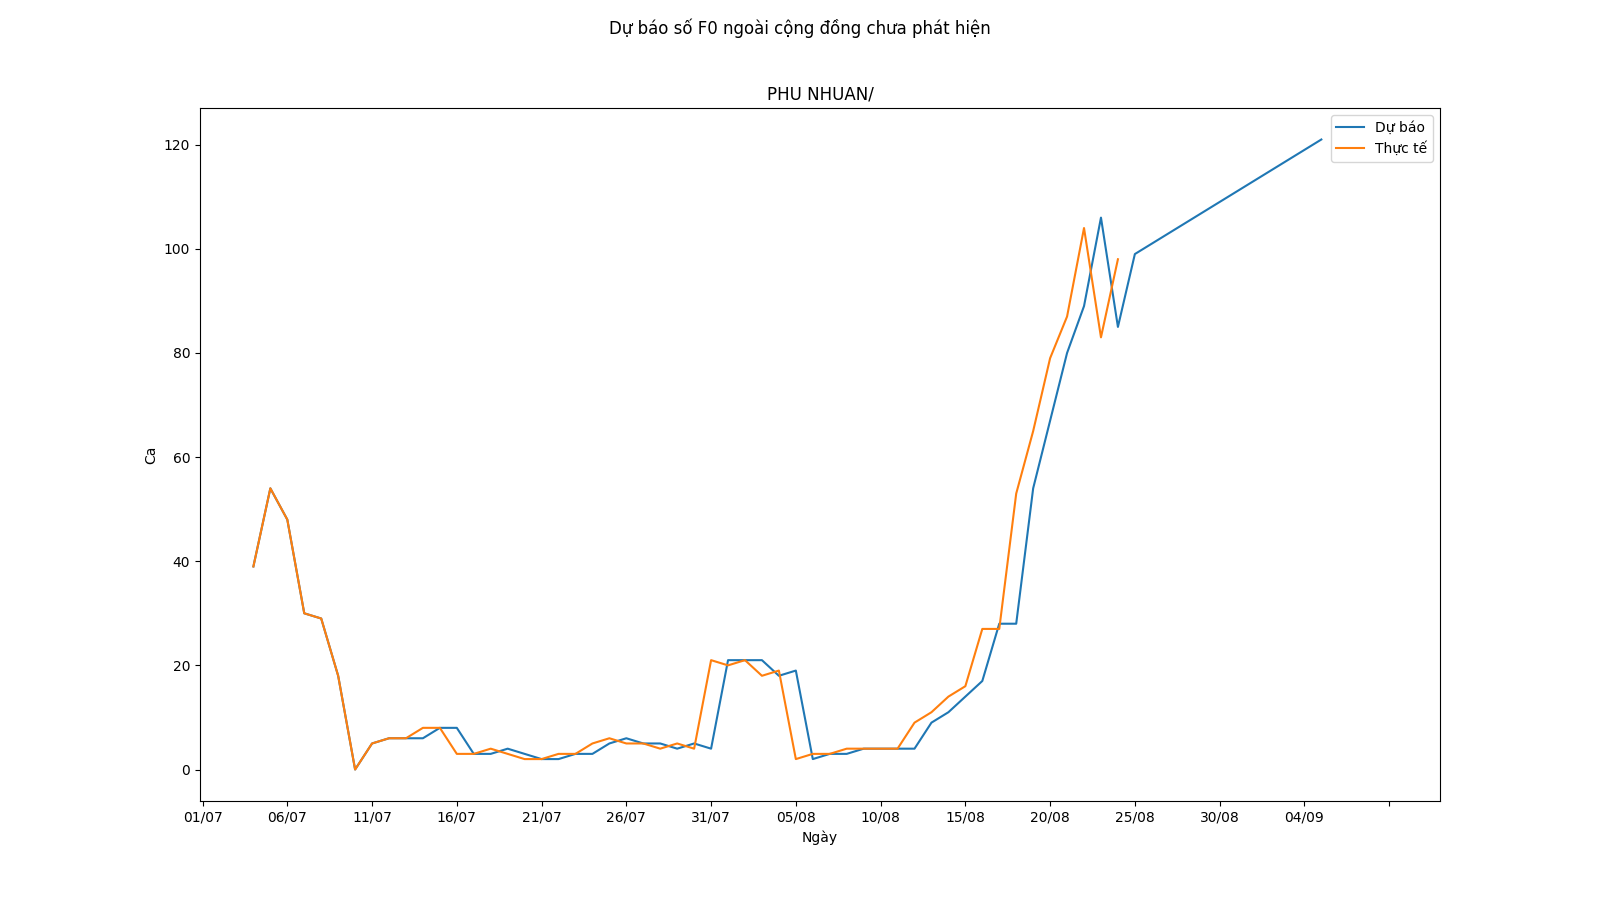 Dự báo số F0 ngoài cộng đồng chưa phát hiện
PHU NHUAN/
Dự báo
Thực tế
120
100
80
60
40
20
0
Ca
01/07 06/07 11/07 16/07 21/07 26/07 31/07 05/08 10/08 15/08 20/08 25/08 30/08 04/09
Ngày